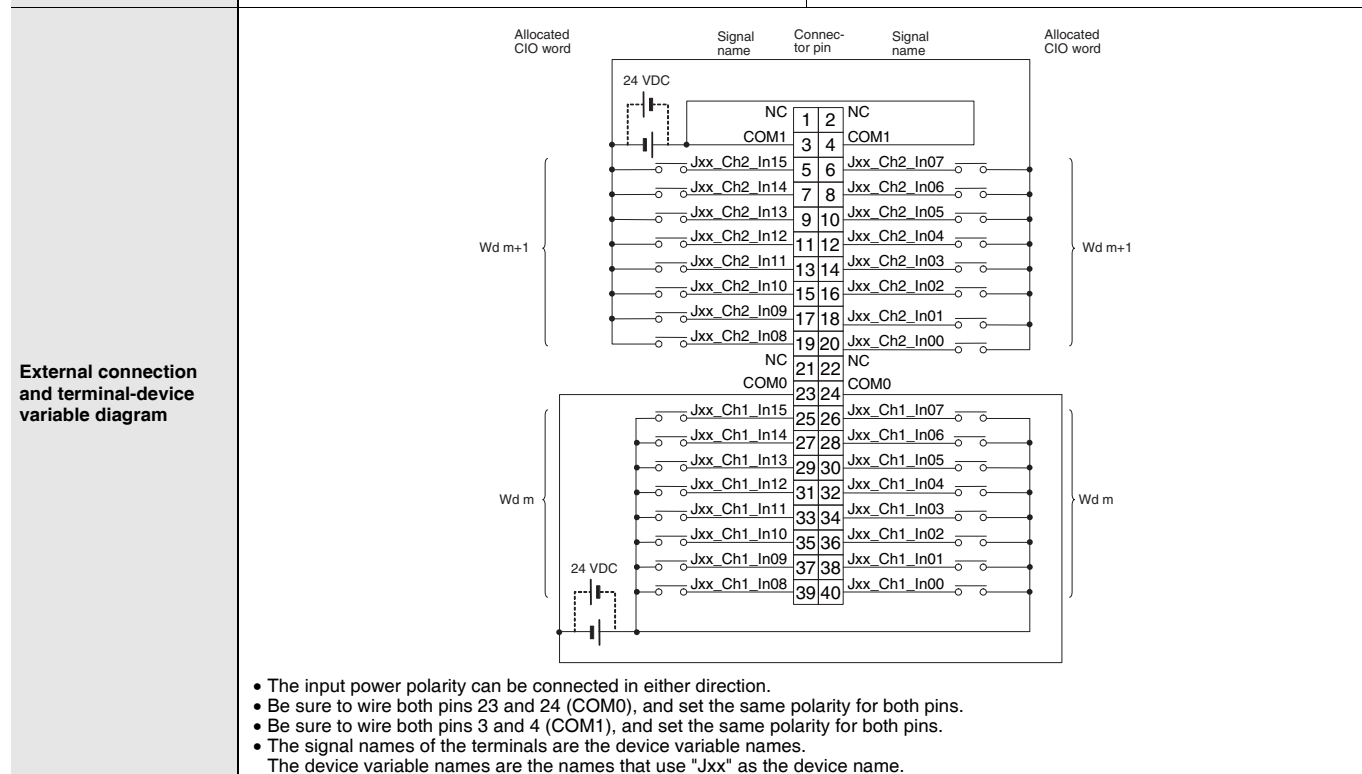 Allocated CIO word Signal name Connec-tor pin Signal name Allocated CIO word
24 VDC
NC 1 2 NC
COM1 3 4 COM1
Jxx_Ch2_In15 5 6 Jxx_Ch2_In07
Jxx_Ch2_In14 7 8 Jxx_Ch2_In06
Jxx_Ch2_In13 9 10 Jxx_Ch2_In05
Wd m+1 Jxx_Ch2_In12 11 12 Jxx_Ch2_In04 Wd m+1
Jxx_Ch2_In11 13 14 Jxx_Ch2_In03
Jxx_Ch2_In10 15 16 Jxx_Ch2_In02
Jxx_Ch2_In09 17 18 Jxx_Ch2_In01
Jxx_Ch2_In08 19 20 Jxx_Ch2_In00
NC 21 22 NC
COM0 23 24 COM0
Jxx_Ch1_In15 25 26 Jxx_Ch1_In07
Jxx_Ch1_In14 27 28 Jxx_Ch1_In06
Jxx_Ch1_In13 29 30 Jxx_Ch1_In05
Wd m Jxx_Ch1_In12 31 32 Jxx_Ch1_In04 Wd m
Jxx_Ch1_In11 33 34 Jxx_Ch1_In03
Jxx_Ch1_In10 35 36 Jxx_Ch1_In02
Jxx_Ch1_In09 37 38 Jxx_Ch1_In01
24 VDC
Jxx_Ch1_In08 39 40 Jxx_Ch1_In00
External connection
and terminal-device
variable diagram
• The input power polarity can be connected in either direction.
• Be sure to wire both pins 23 and 24 (COM0), and set the same polarity for both pins.
• Be sure to wire both pins 3 and 4 (COM1), and set the same polarity for both pins.
• The signal names of the terminals are the device variable names.
The device variable names are the names that use "Jxx" as the device name.